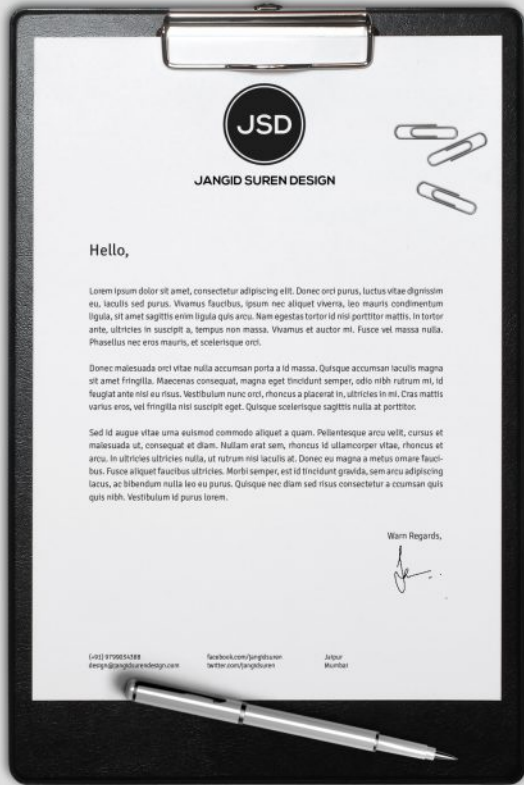 JSD
JANGID SUREN DESIGN
Hello,
Lorem ipsum dolor sit amet, consectetur adipiscing elit. Donec orci purus, luctus vitae dignissim
eu, iaculis sed purus. Vivamus faucibus, ipsum nec aliquet viverra, leo mauris condimentum
ligula, sit amet sagittis enim ligula quis arcu. Nam egestas tortor id nisl porttitor mattis. In tortor
ante, ultricies in suscipit a, tempus non massa. Vivamus et auctor mi. Fusce vel massa nulla.
Phasellus nec eros mauris, et scelerisque orci.
Donec malesuada orci vitae nulla accumsan porta a id massa. Quisque accumsan iaculis magna
sit amet fringilla. Maecenas consequat, magna eget tincidunt semper, odio nibh rutrum mi, id
feugiat ante nisl eu risus. Vestibulum nunc orci, rhoncus a placerat in, ultricies in mi. Cras mattis
varius eros, vel fringilla nisi suscipit eget. Quisque scelerisque sagittis nulla at porttitor.
Sed id augue vitae urna euismod commodo aliquet a quam. Pellentesque arcu velit, cursus et
malesuada ut, consequat et diam. Nullam erat sem, rhoncus id ullamcorper vitae, rhoncus et
arcu. In ultricies ultricies nulla, ut rutrum nisi iaculis at. Donec eu magna a metus ornare fauci-
bus. Fusce aliquet faucibus ultricies. Morbi semper, est id tincidunt gravida, sem arcu adipiscing
lacus, ac bibendum nulla leo eu purus. Quisque nec diam sed risus consectetur a ccumsan quis
quis nibh. Vestibulum id purus lorem.
Warn Regards,
design@jangidsurendesign.com
facebook.com/jangidsuren
twitter.com/jangidsuren
Jaipur
Mumbai